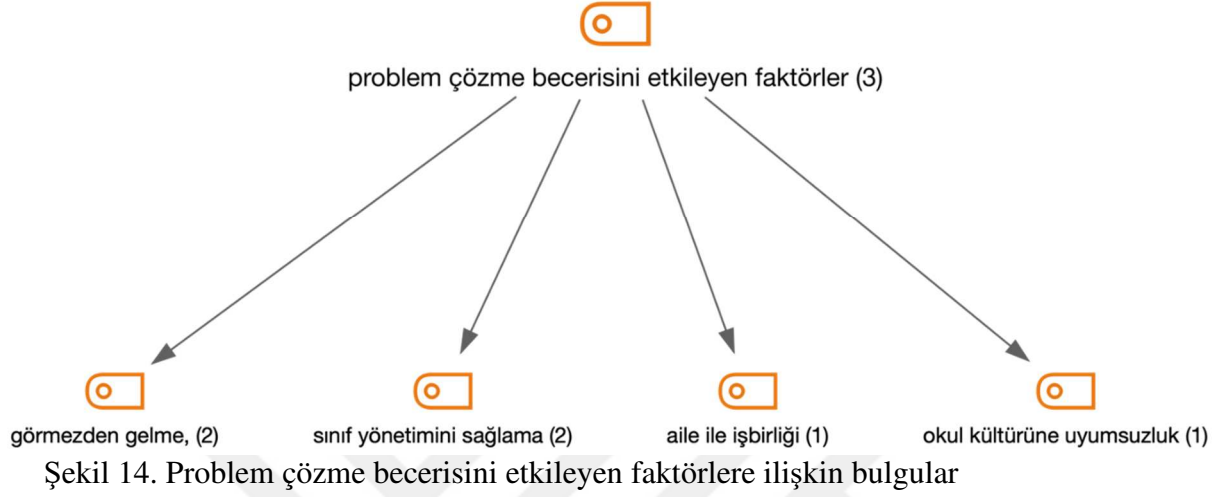 problem çözme becerisini etkileyen faktörler (3)
görmezden gelme, (2)
sınıf yönetimini sağlama (2)
aile ile işbirliği (1)
okul kültürüne uyumsuzluk (1)
Şekil 14. Problem çözme becerisini etkileyen faktörlere ilişkin bulgular